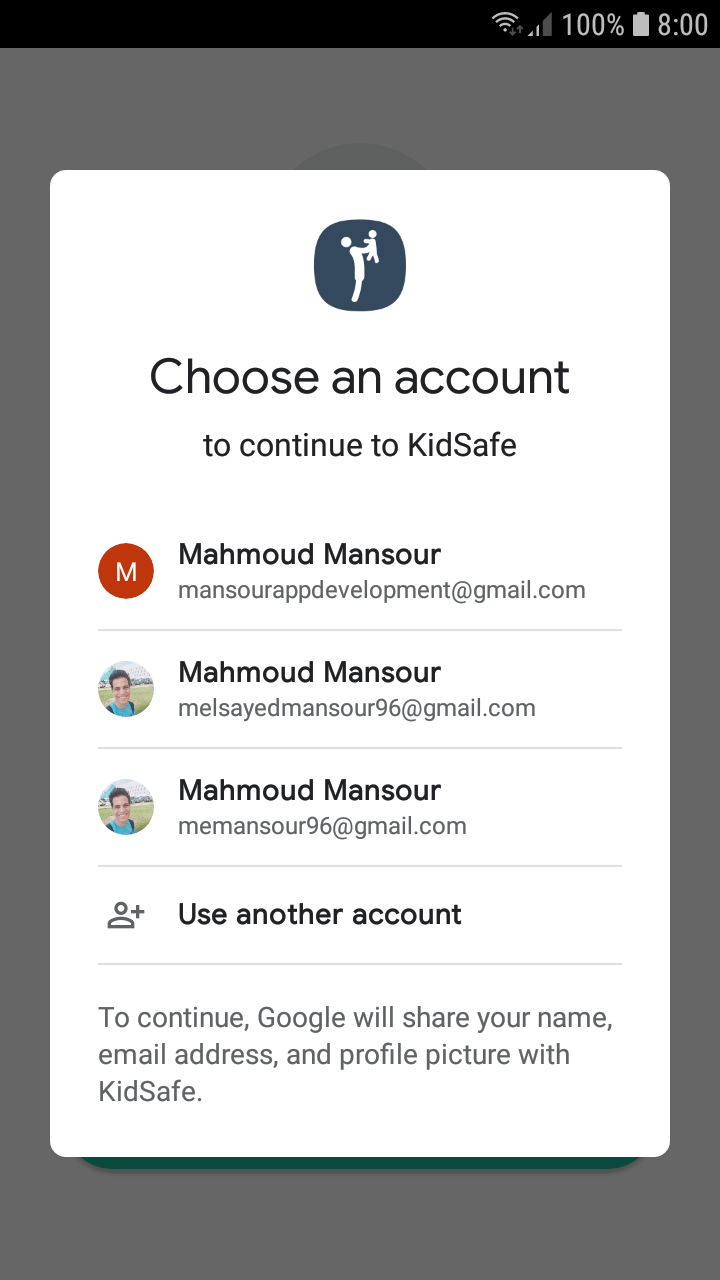 100% 8:00
Choose an account
to continue to KidSafe
M
Mahmoud Mansour
mansourappdevelopment@gmail.com
Mahmoud Mansour
melsayedmansour96@gmail.com
Mahmoud Mansour
memansour96@gmail.com
Use another account
To continue, Google will share your name,
email address, and profile picture with
KidSafe.